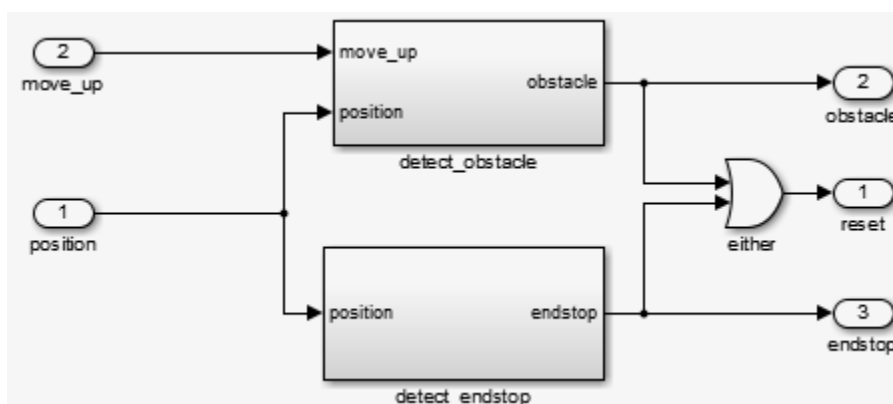 2
move_up
move_up
position
obstacle
detect_obstacle
2
obstacle
1
position
either
1
reset
position
endstop
detect_endstop
3
endstop